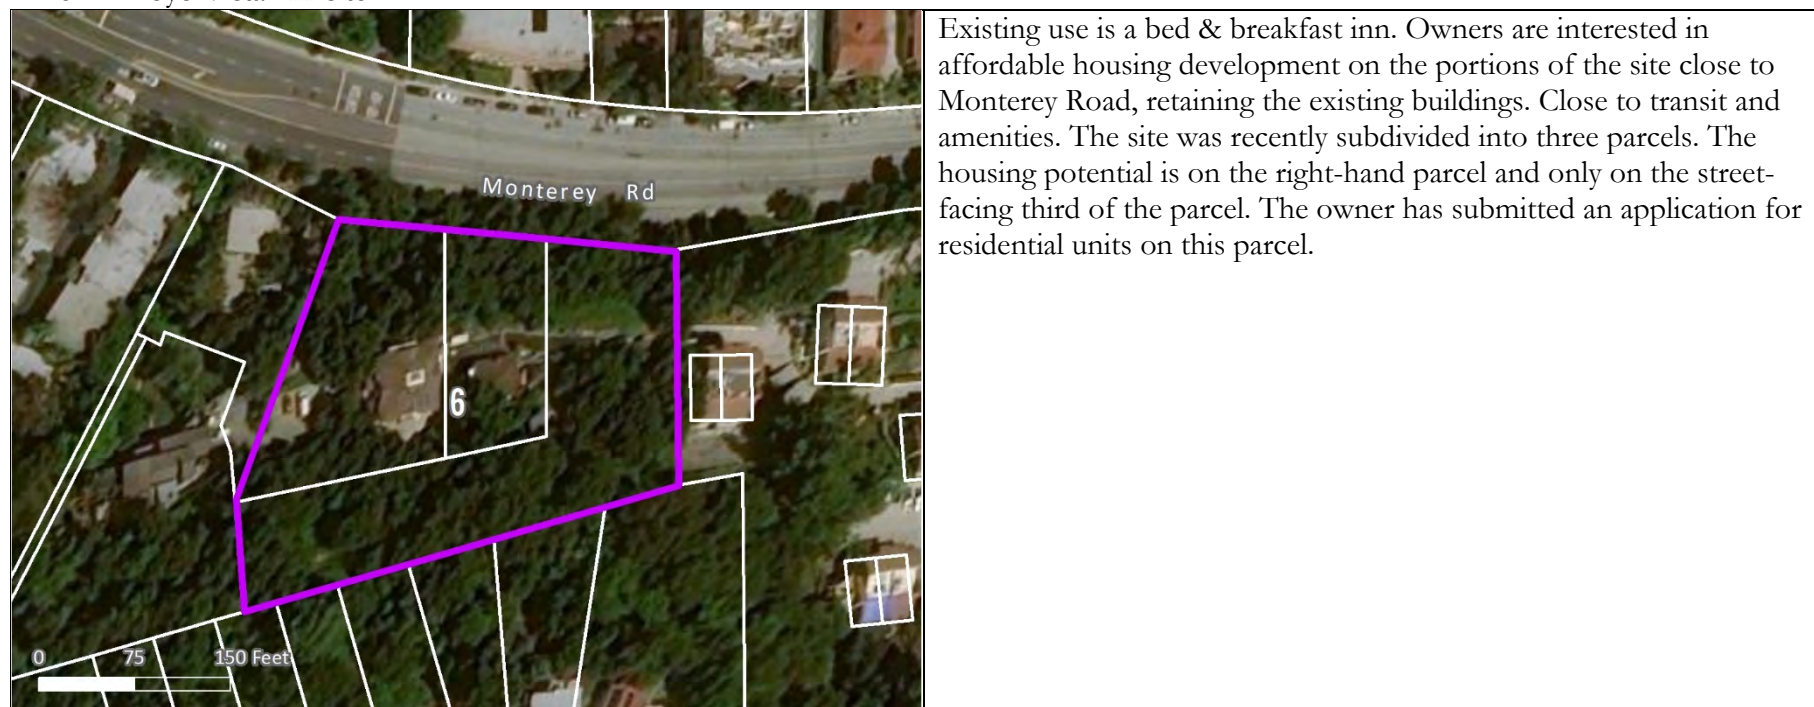 Existing use is a bed & breakfast inn. Owners are interested in
affordable housing development on the portions of the site close to
Monterey Road, retaining the existing buildings. Close to transit and
amenities. The site was recently subdivided into three parcels. The
housing potential is on the right-hand parcel and only on the street-
facing third of the parcel. The owner has submitted an application for
residential units on this parcel.
Monterey Rd
6
0 75 150 Feet